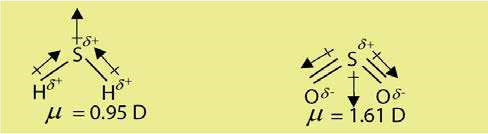 S δ+
H δ+ H δ+
μ = 0.95 D
S δ+
O δ- O δ-
μ = 1.61 D